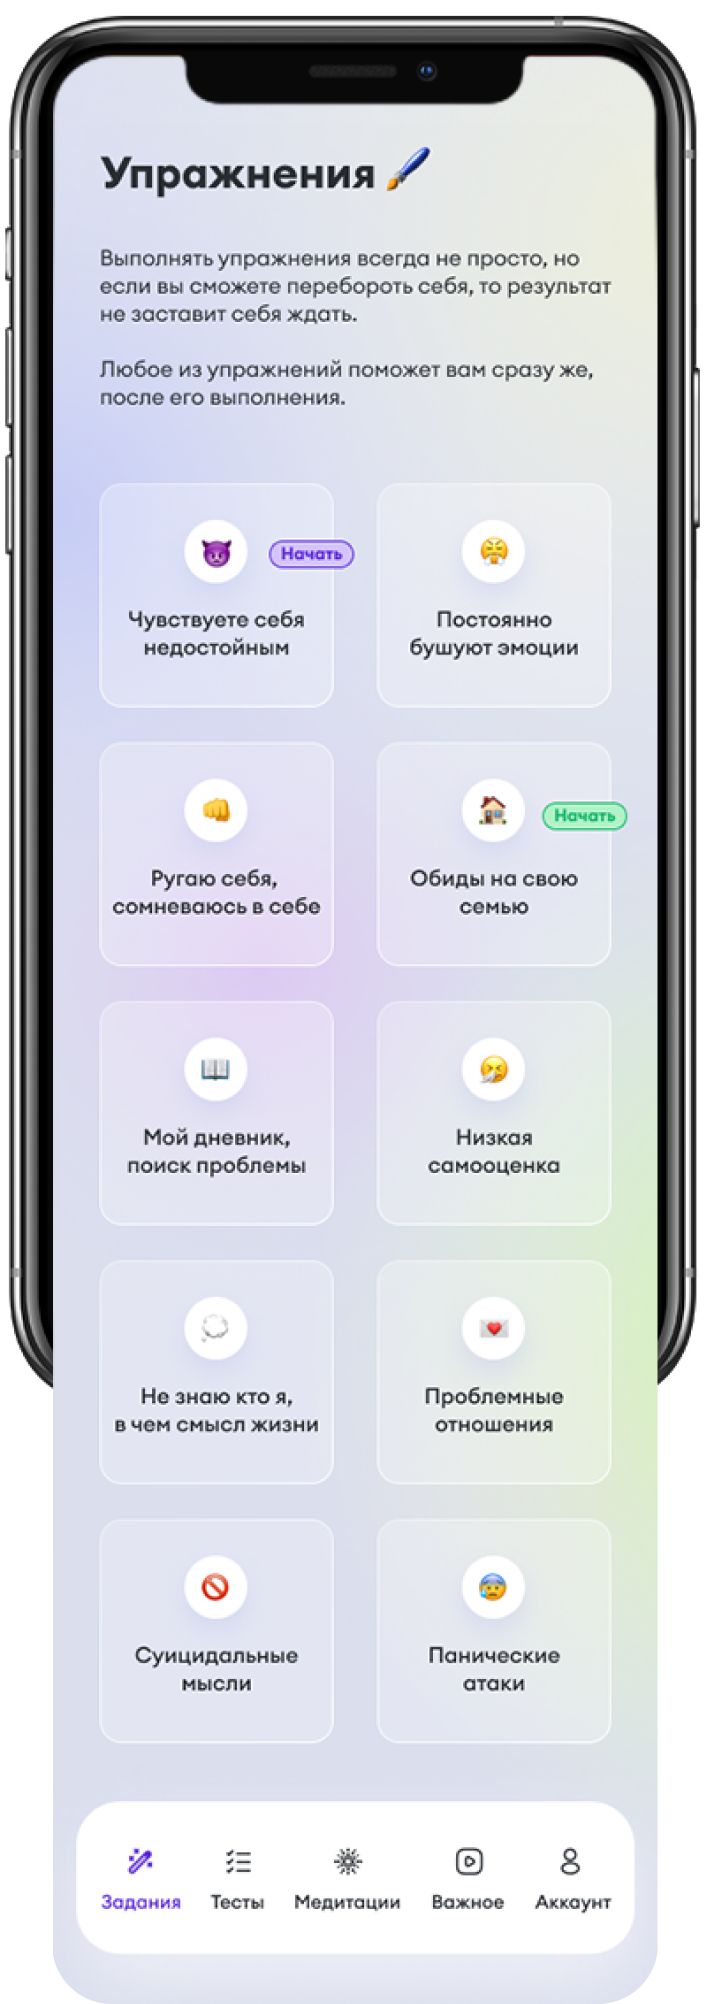 Упражнения
Выполнять упражнения всегда не просто, но
если вы сможете перебороть себя, то результат
не заставит себя ждать.
Любое из упражнений поможет вам сразу же,
после его выполнения.
Начать
Чувствуете себя
недостойным
Постоянно
бушуют эмоции
Ругаю себя,
сомневаюсь в себе
Начать
Обиды на свою
семью
Мой дневник,
поиск проблемы
Низкая
самооценка
Не знаю кто я,
в чем смысл жизни
Проблемные
отношения
Суицидальные
мысли
Панические
атаки
Задания
Тесты
Медитации
Важное
Аккаунт